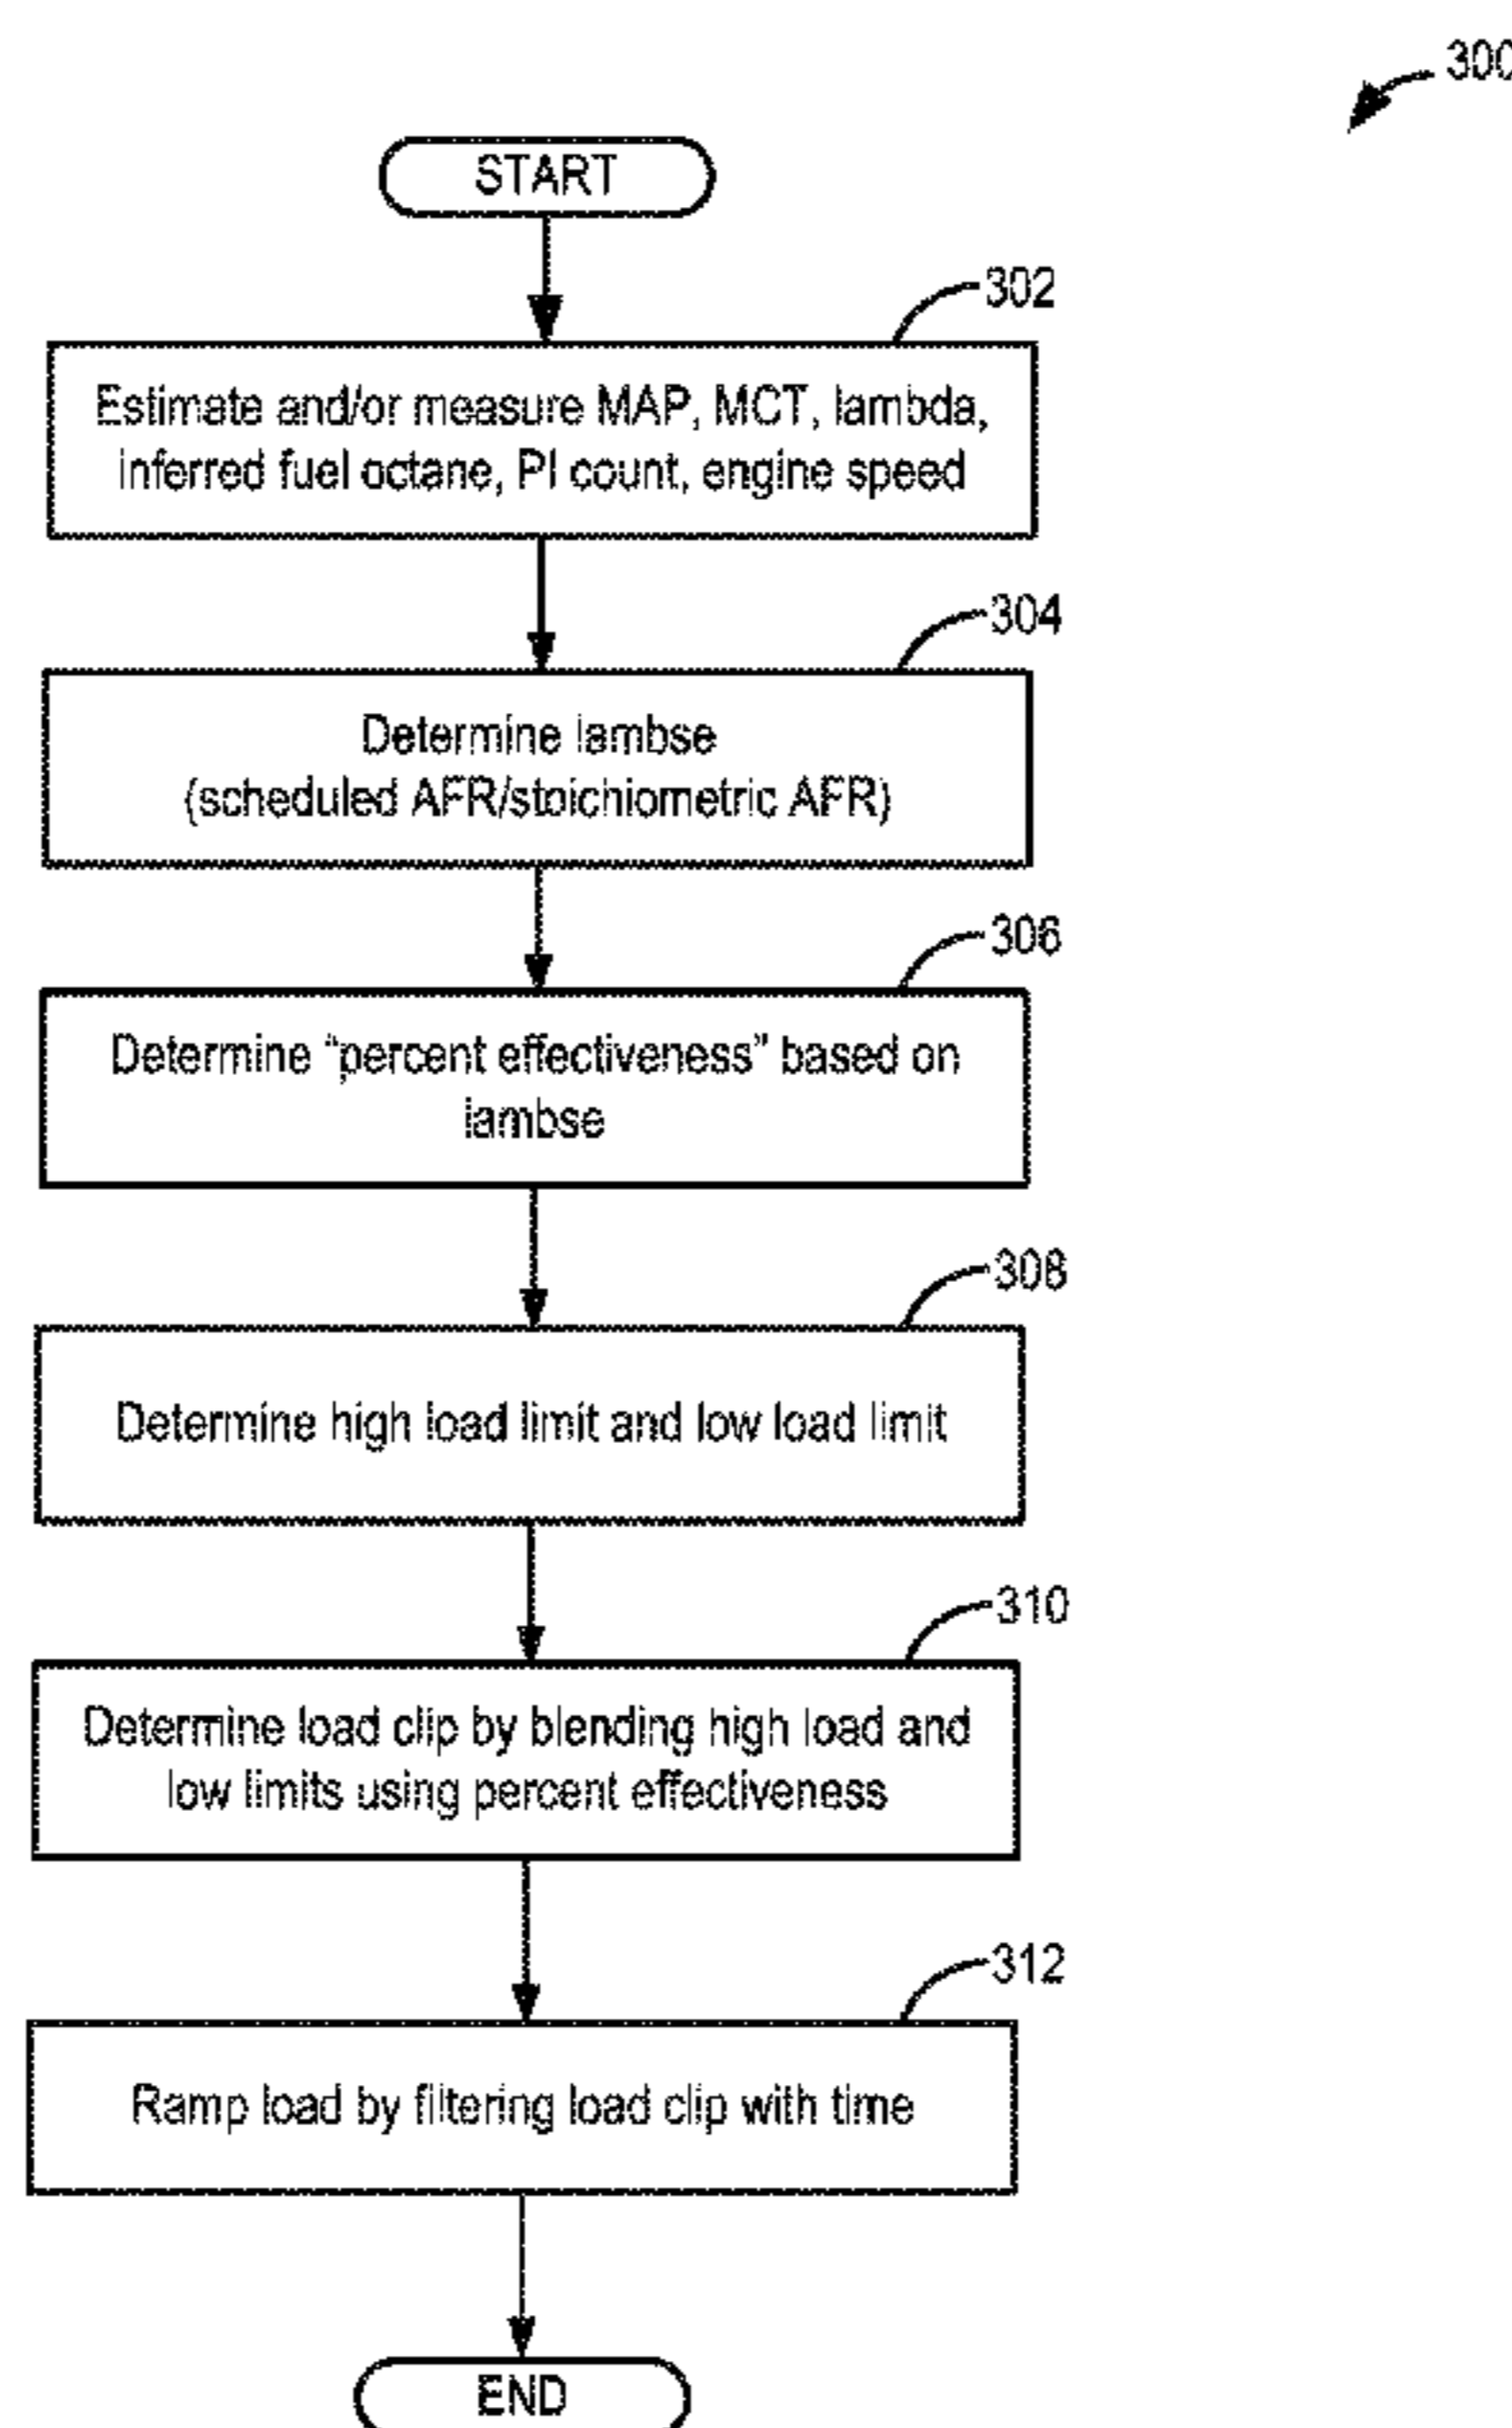 300
START
302
Estimate and/or measure MAP, MCT, lambda,
inferred fuel octane, PI count, engine speed
304
Determine lambse
(scheduled AFR/stoichiometric AFR)
306
Determine “percent effectiveness” based on
lambse
308
Determine high load limit and low load limit
310
Determine load clip by blending high load and
low limits using percent effectiveness
312
Ramp load by filtering load clip with time
END